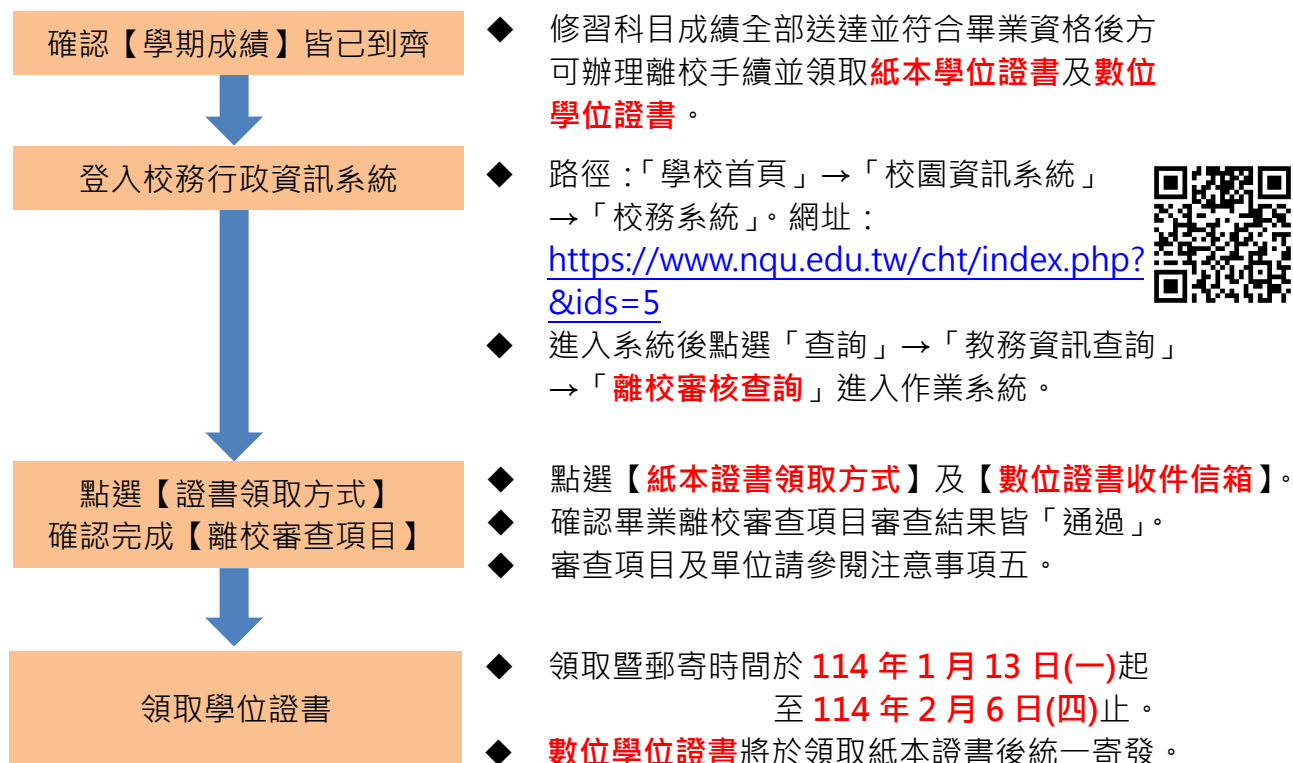 確認【學期成績】皆已到齊
◆ 修習科目成績全部送達並符合畢業資格後方
可辦理離校手續並領取紙本學位證書及數位
學位證書。
登入校務行政資訊系統
◆ 路徑:「學校首頁」→「校園資訊系統」
→「校務系統」。網址:
https://www.nqu.edu.tw/cht/index.php?
&ids=5
◆ 進入系統後點選「查詢」→「教務資訊查詢」
→「離校審核查詢」進入作業系統。
點選【證書領取方式】
確認完成【離校審查項目】
◆ 點選【紙本證書領取方式】及【數位證書收件信箱】。
◆ 確認畢業離校審查項目審查結果皆「通過」。
◆ 審查項目及單位請參閱注意事項五。
領取學位證書
◆ 領取暨郵寄時間於 114 年 1 月 13 日(一)起
至 114 年 2 月 6 日(四)止。
◆ 數位學位證書將於領取紙本證書後統一寄發。